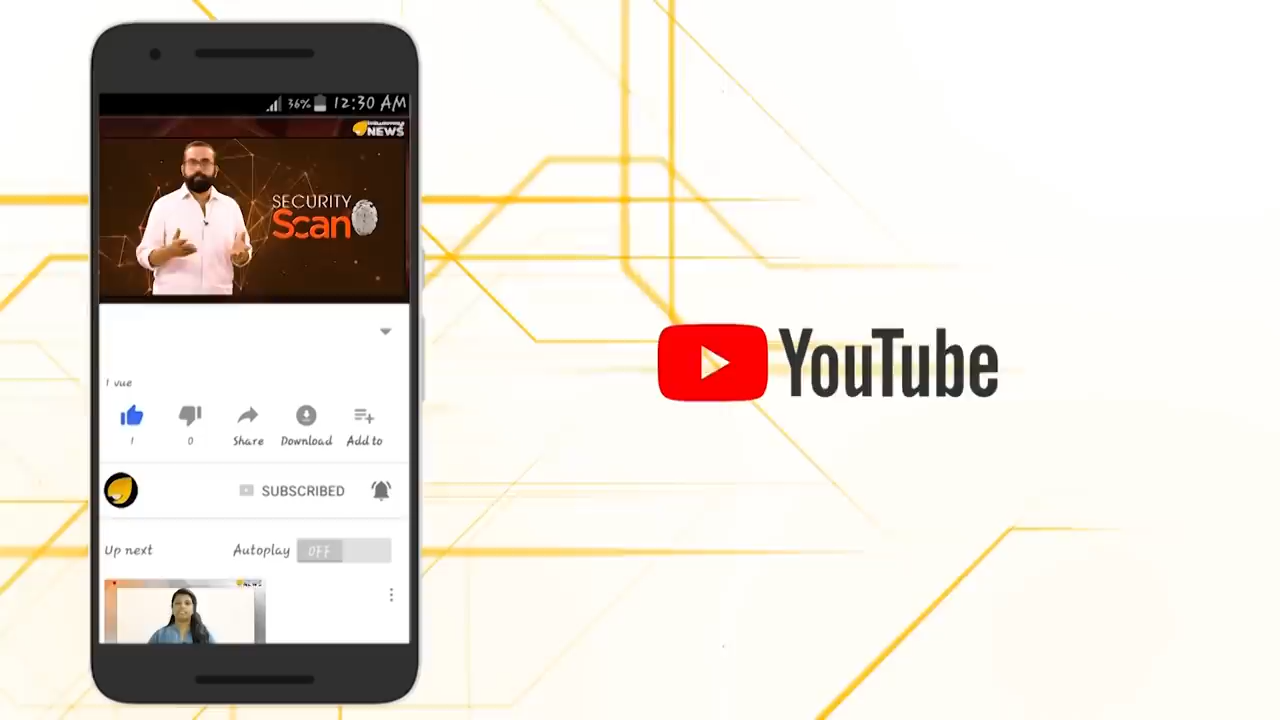 36% 12:30 AM
NEWS
SECURITY
Scan
1 vue
1
0
Share
Download
Add to
SUBSCRIBED
Up next
Autoplay
OFF
NEWS
YouTube